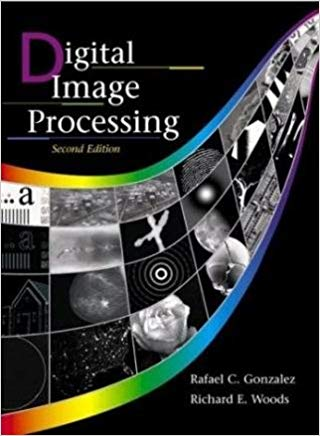 Digital
Image
Processing
Second Edition
...a
a
Rafael C. Gonzalez
Richard E. Woods